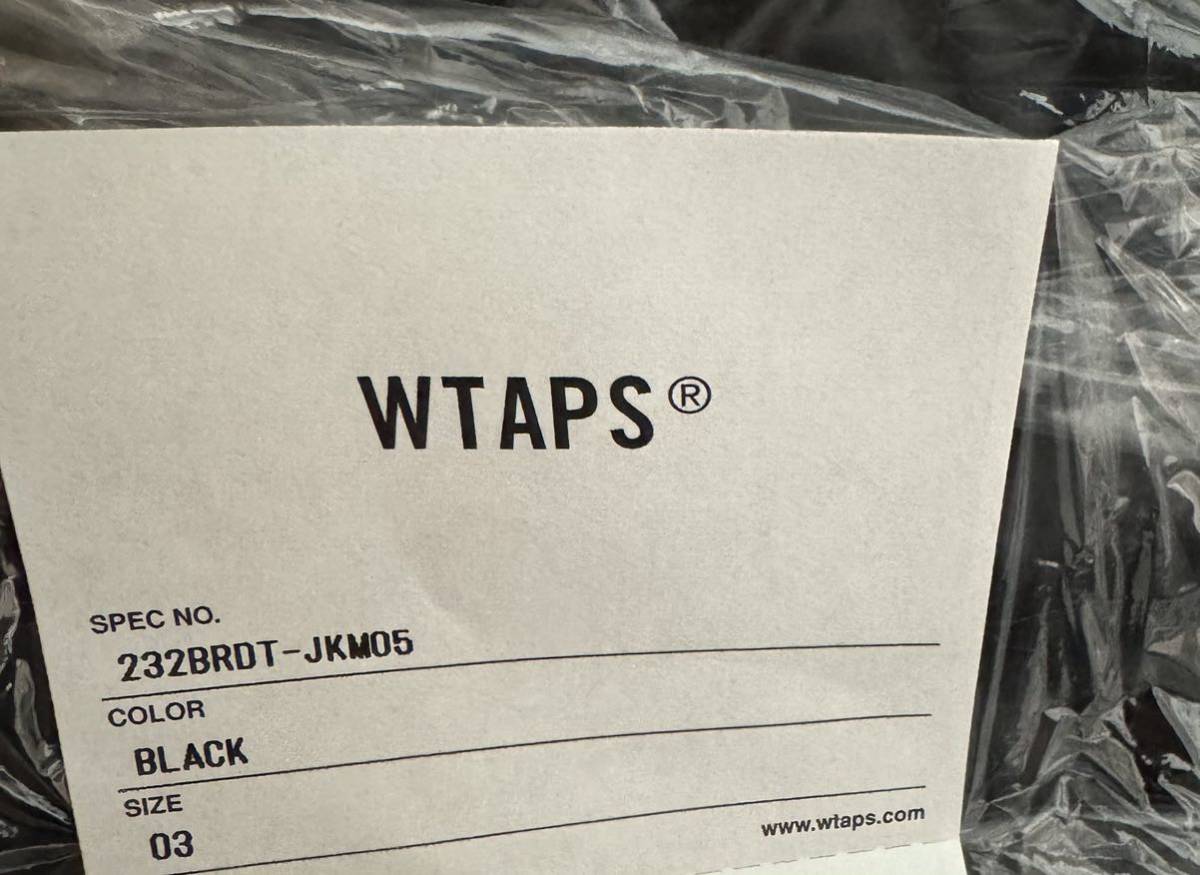 WTAPS®
SPEC NO.
232BRDT-JKM05
COLOR
BLACK
SIZE
03
www.wtaps.com